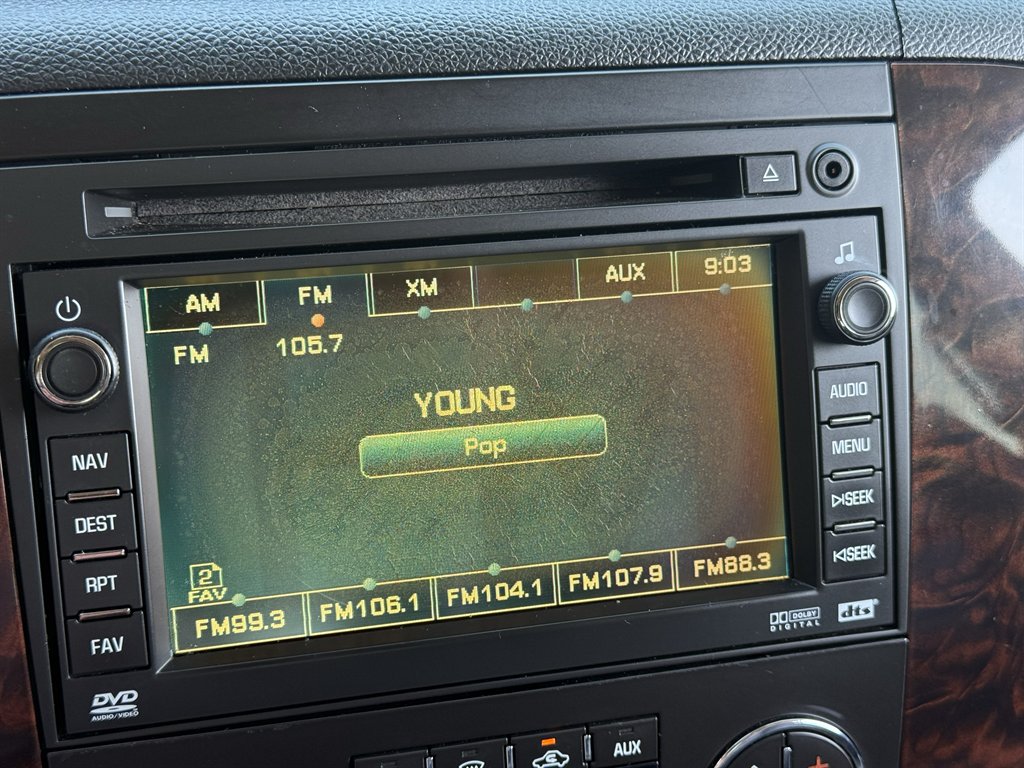 AM FM XM AUX 9:03
FM 105.7
YOUNG
Pop
2
FAV
FM99.3 FM106.1 FM104.1 FM107.9 FM88.3
NAV
DEST
RPT
FAV
AUDIO
MENU
SEEK
SEEK
DVD
AUDIO/VIDEO
DOLBY
DIGITAL
dts
AUX